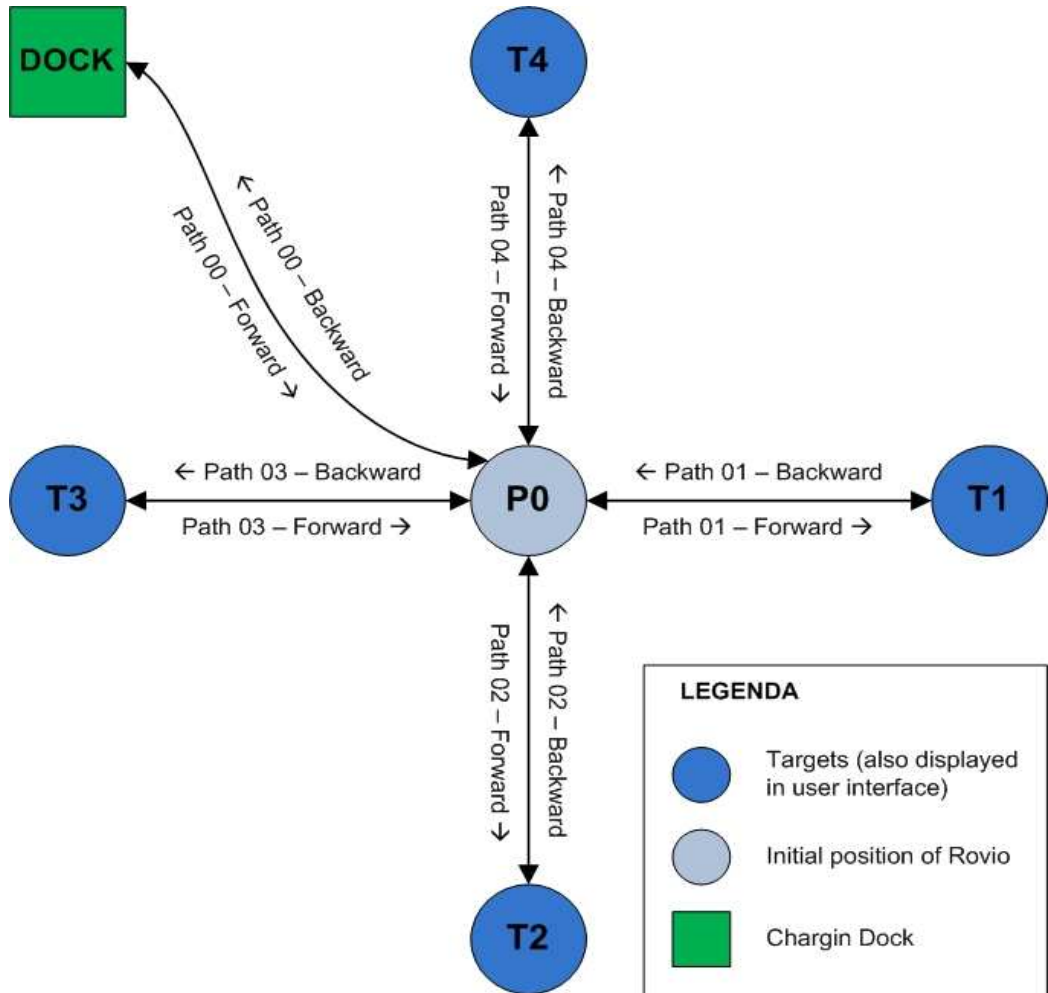 DOCK
T4
← Path 00 – Backward
Path 00 – Forward →
Path 04 – Forward →
← Path 04 – Backward
T3
← Path 03 – Backward
Path 03 – Forward →
P0
← Path 01 – Backward
Path 01 – Forward →
T1
Path 02 – Forward →
← Path 02 – Backward
T2
LEGENDA
Targets (also displayed
in user interface)
Initial position of Rovio
Chargin Dock